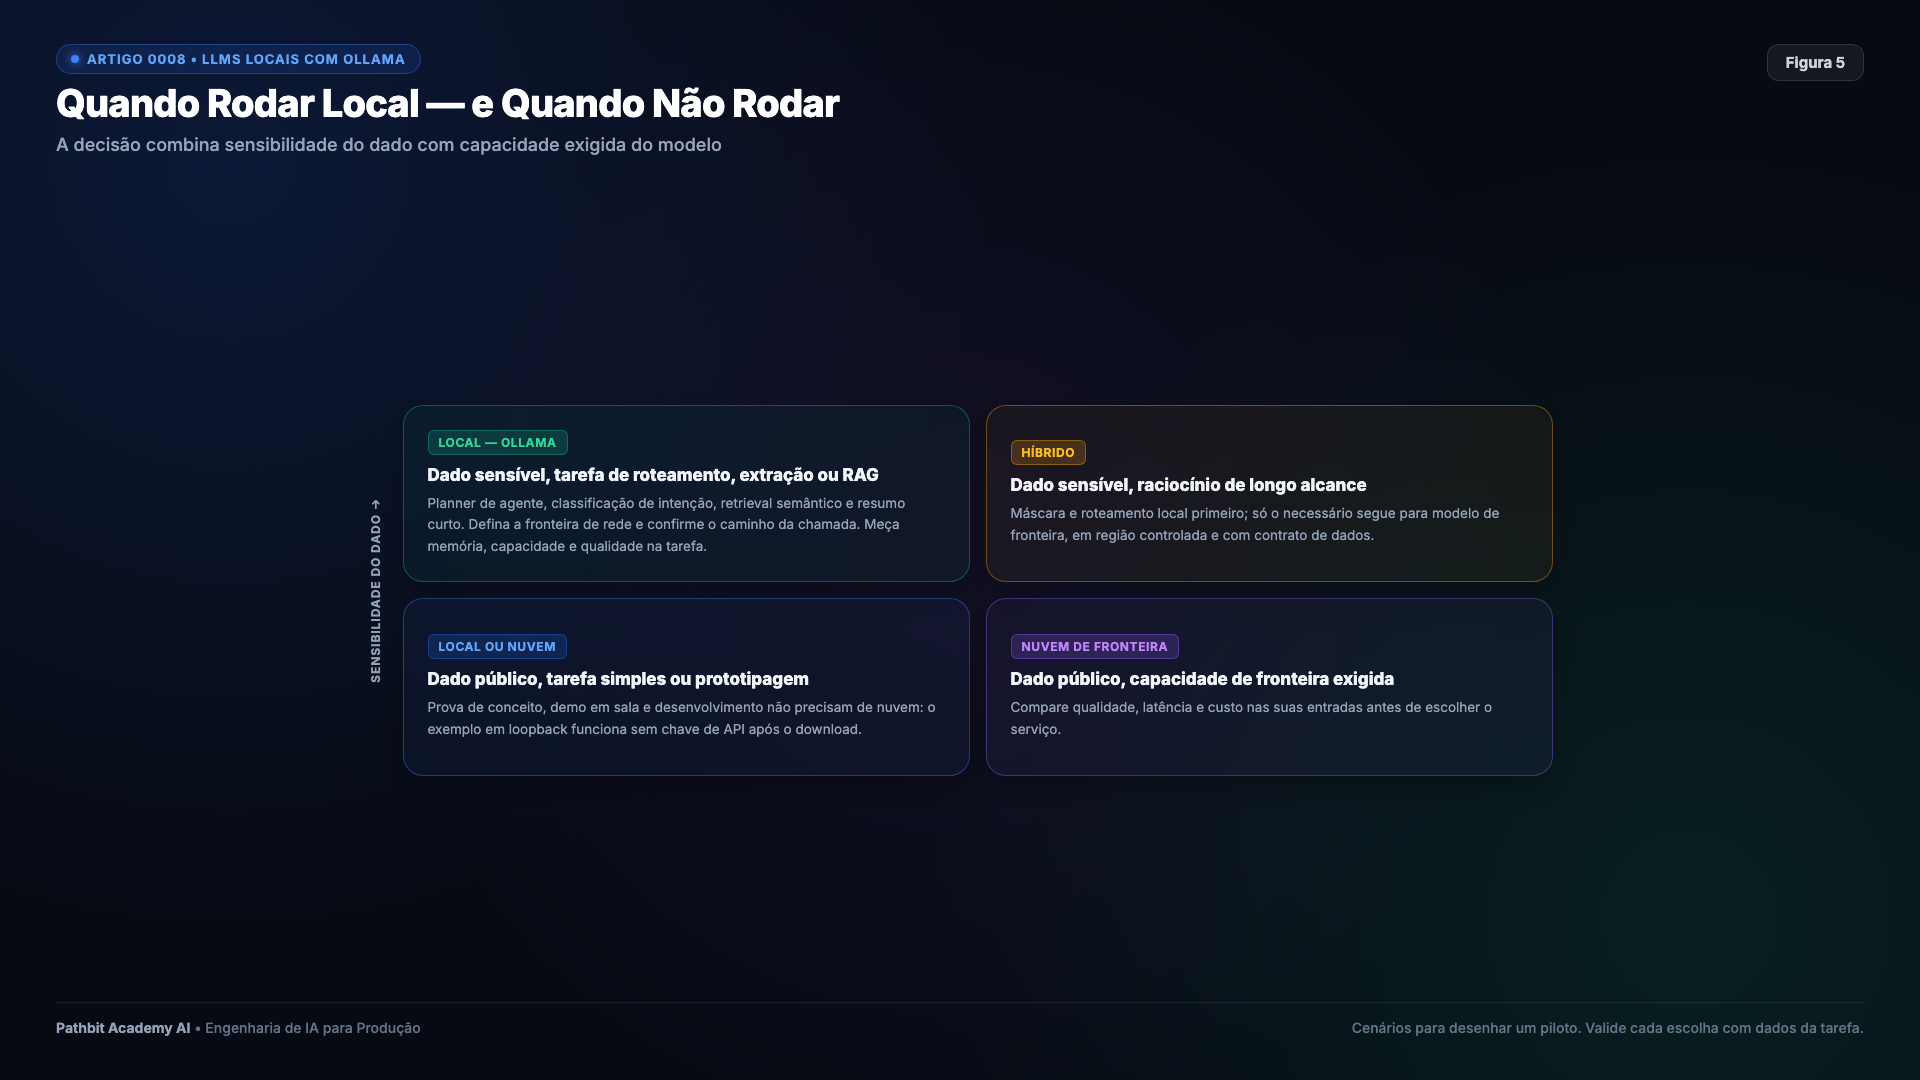 ARTIGO 0008 • LLMS LOCAIS COM OLLAMA
Figura 5
Quando Rodar Local — e Quando Não Rodar
A decisão combina sensibilidade do dado com capacidade exigida do modelo
SENSIBILIDADE DO DADO →
LOCAL — OLLAMA
Dado sensível, tarefa de roteamento, extração ou RAG
Planner de agente, classificação de intenção, retrieval semântico e resumo
curto. Defina a fronteira de rede e confirme o caminho da chamada. Meça
memória, capacidade e qualidade na tarefa.
HÍBRIDO
Dado sensível, raciocínio de longo alcance
Máscara e roteamento local primeiro; só o necessário segue para modelo de
fronteira, em região controlada e com contrato de dados.
LOCAL OU NUVEM
Dado público, tarefa simples ou prototipagem
Prova de conceito, demo em sala e desenvolvimento não precisam de nuvem: o
exemplo em loopback funciona sem chave de API após o download.
NUVEM DE FRONTEIRA
Dado público, capacidade de fronteira exigida
Compare qualidade, latência e custo nas suas entradas antes de escolher o
serviço.
Pathbit Academy AI • Engenharia de IA para Produção
Cenários para desenhar um piloto. Valide cada escolha com dados da tarefa.